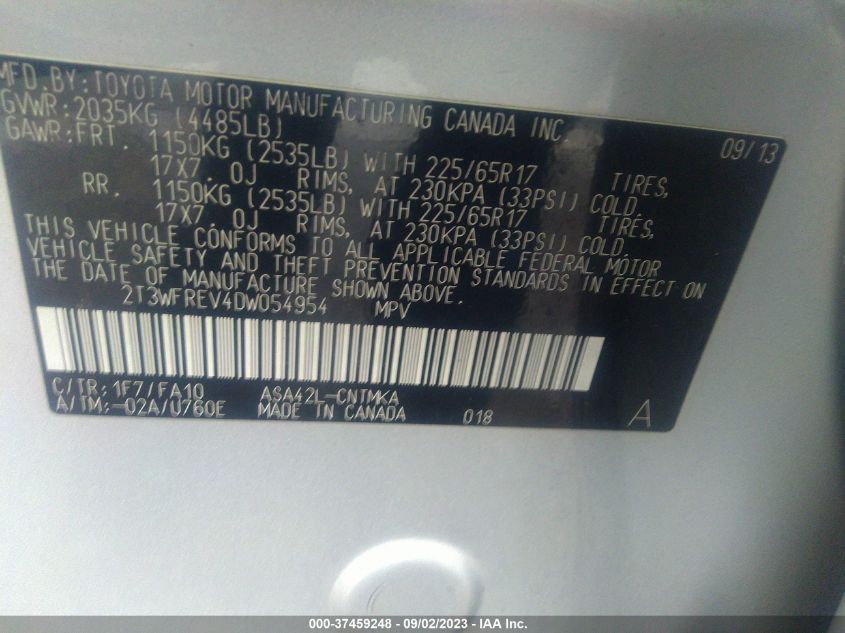 MFD. BY: TOYOTA MOTOR MANUFACTURING CANADA INC. 09/13
GVWR: 2035KG (4485LB)
GAWR: FRT. 1150KG (2535LB) WITH 225/65R17 TIRES,
17X7. 0J RIMS, AT 230KPA (33PSI) COLD,
RR. 1150KG (2535LB) WITH 225/65R17 TIRES,
17X7. 0J RIMS, AT 230KPA (33PSI) COLD.
THIS VEHICLE CONFORMS TO ALL APPLICABLE FEDERAL MOTOR
VEHICLE SAFETY AND THEFT PREVENTION STANDARDS IN EFFECT ON
THE DATE OF MANUFACTURE SHOWN ABOVE.
2T3WFREV4DW054954 MPV
C/TR: 1F7/FA10 ASA42L-CNTMKA
A/TM: -02A/U760E MADE IN CANADA 018 A
000-37459248 - 09/02/2023 - IAA Inc.